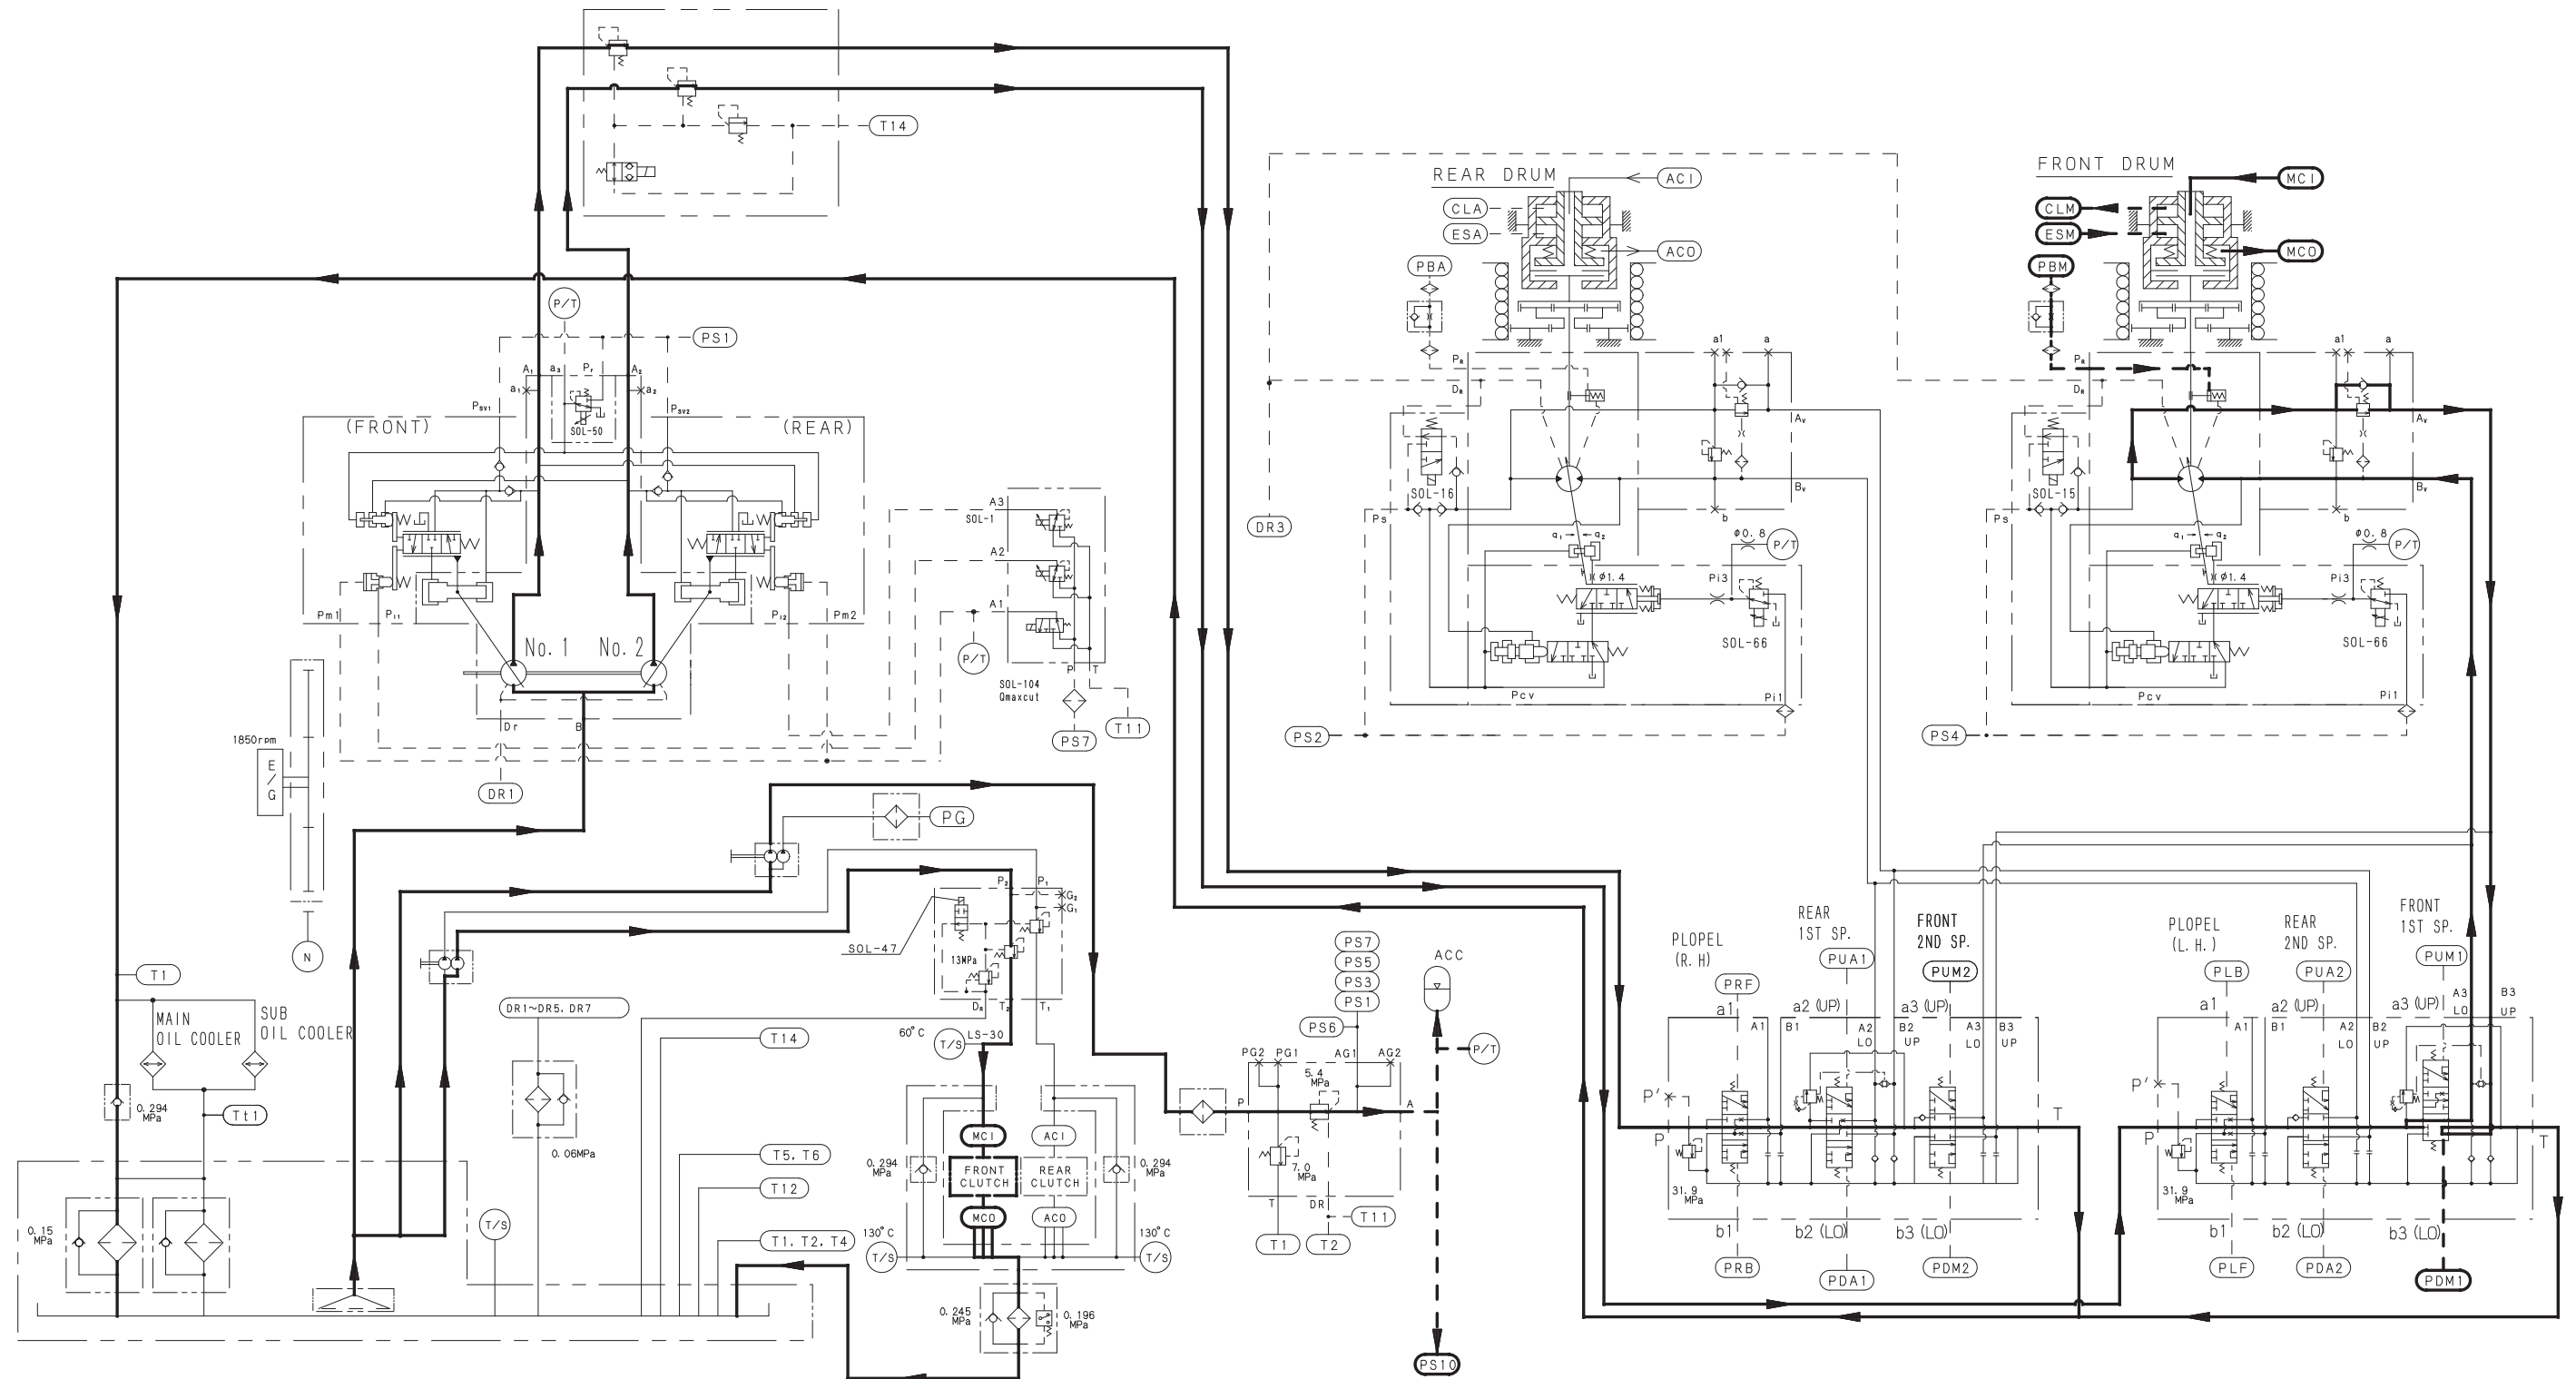 T14
REAR DRUM
ACI
CLA
ESA
ACO
PBA
FRONT DRUM
MCI
CLM
ESM
MCO
PBM
P/T
PS1
A1
a3
Pr
A2
a1
a2
PSV1
PSV2
SOL-50
(FRONT)
(REAR)
Pm1
Pi1
Pi2
Pm2
No. 1
No. 2
Dr
B
DR1
1850rpm
E/G
N
A3
SOL-1
A2
A1
P/T
P
T
SOL-104
Qmaxcut
T11
PS7
DR3
PR
DR
a1
a
AV
BV
SOL-16
Ps
b
q1
q2
φ0.8
P/T
φ1.4
Pi3
SOL-66
Pcv
Pi1
PS2
PR
DR
a1
a
AV
BV
SOL-15
Ps
b
q1
q2
φ0.8
P/T
φ1.4
Pi3
SOL-66
Pcv
Pi1
PS4
PG
P2
P1
G2
G1
SOL-47
13MPa
DR
T2
T1
60°C
T/S
LS-30
T1
MAIN
OIL COOLER
SUB
OIL COOLER
0.294
MPa
Tt1
0.15
MPa
T/S
DR1~DR5. DR7
0.06MPa
T14
T5. T6
T12
T1. T2. T4
MCI
ACI
0.294
MPa
FRONT
CLUTCH
REAR
CLUTCH
0.294
MPa
MCO
ACO
130°C
T/S
130°C
T/S
0.245
MPa
0.196
MPa
PS7
PS5
PS3
PS1
PS6
ACC
P/T
PG2
PG1
AG1
AG2
5.4
MPa
P
A
7.0
MPa
T
DR
T11
T1
T2
PS10
PLOPEL
(R. H)
REAR
1ST SP.
FRONT
2ND SP.
PRF
PUA1
PUM2
a1
a2 (UP)
a3 (UP)
A1
B1
A2
LO
B2
UP
A3
LO
B3
UP
P'
P
T
31.9
MPa
b1
b2 (LO)
b3 (LO)
PRB
PDA1
PDM2
PLOPEL
(L. H.)
REAR
2ND SP.
FRONT
1ST SP.
PLB
PUA2
PUM1
a1
a2 (UP)
a3 (UP)
A1
B1
A2
LO
B2
UP
A3
LO
B3
UP
P'
P
T
31.9
MPa
b1
b2 (LO)
b3 (LO)
PLF
PDA2
PDM1